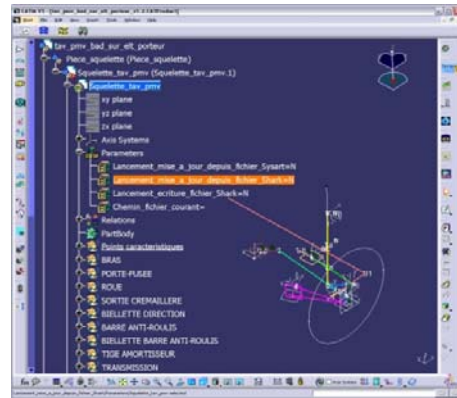 tav_pmv_bad_sur_elt_porteur
Piece_squelette (Piece_squelette)
Squelette_tav_pmv (Squelette_tav_pmv.1)
Squelette_tav_pmv
xy plane
yz plane
zx plane
Axis Systems
Parameters
Lancement_mise_a_jour_depuis_fichier_Sysart=N
Lancement_mise_a_jour_depuis_fichier_Shark=N
Lancement_ecriture_fichier_Shark=N
Chemin_fichier_courant=
Relations
PartBody
Points caracteristiques
BRAS
PORTE-FUSEE
ROUE
SORTIE CREMAILLERE
BIELLETTE DIRECTION
BARRE ANTI-ROULIS
BIELLETTE BARRE ANTI-ROULIS
TIGE AMORTISSEUR
TRANSMISSION